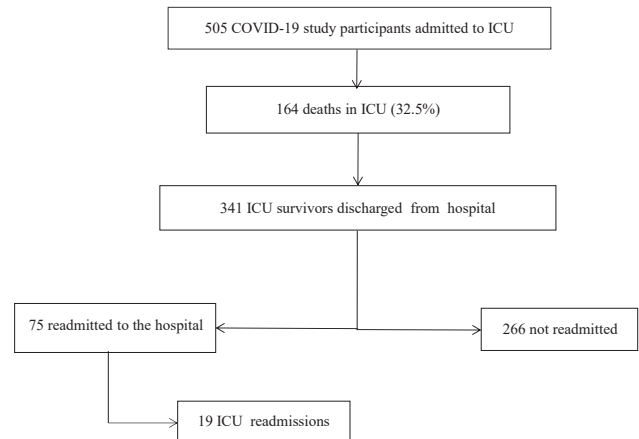 505 COVID-19 study participants admitted to ICU
164 deaths in ICU (32.5%)
341 ICU survivors discharged from hospital
75 readmitted to the hospital
266 not readmitted
19 ICU readmissions